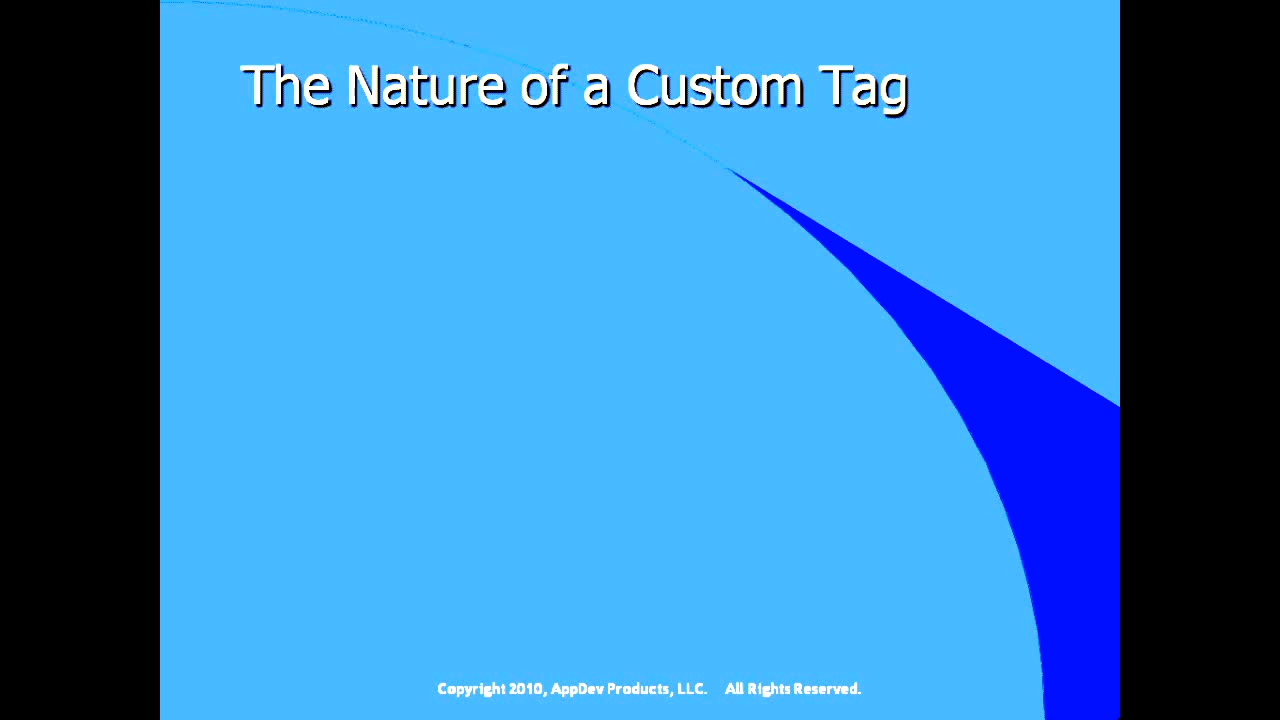 The Nature of a Custom Tag
Copyright 2010, AppDev Products, LLC. All Rights Reserved.